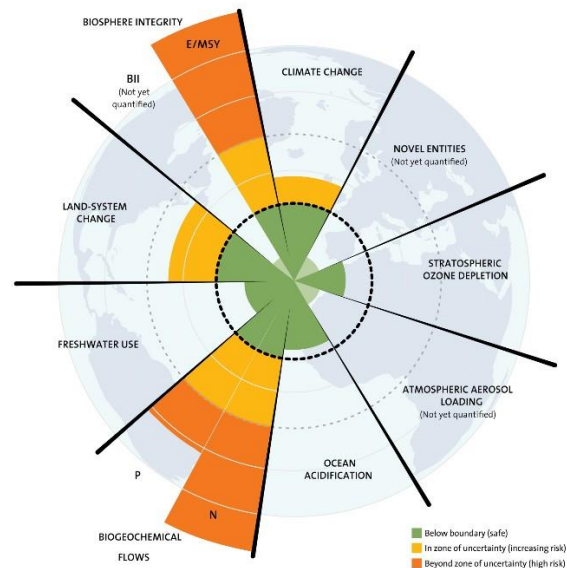 BIOSPHERE INTEGRITY
E/MSY
CLIMATE CHANGE
BII
(Not yet
quantified)
NOVEL ENTITIES
(Not yet quantified)
LAND-SYSTEM
CHANGE
STRATOSPHERIC
OZONE DEPLETION
FRESHWATER USE
ATMOSPHERIC AEROSOL
LOADING
(Not yet quantified)
OCEAN
ACIDIFICATION
P
N
BIOGEOCHEMICAL
FLOWS
Below boundary (safe)
In zone of uncertainty (increasing risk)
Beyond zone of uncertainty (high risk)